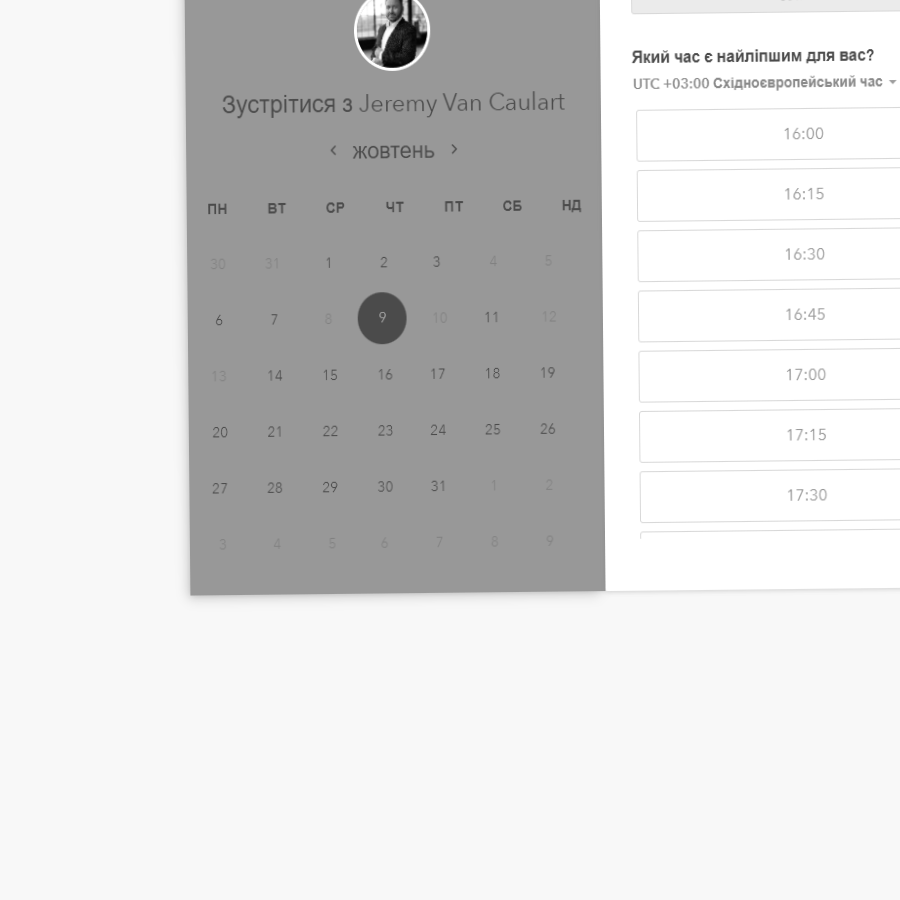 Зустрітися з Jeremy Van Caulart
‹ жовтень ›
ПН ВТ СР ЧТ ПТ СБ НД
30 31 1 2 3 4 5
6 7 8 9 10 11 12
13 14 15 16 17 18 19
20 21 22 23 24 25 26
27 28 29 30 31 1 2
3 4 5 6 7 8 9
Який час є найліпшим для вас?
UTC +03:00 Східноєвропейський час
16:00
16:15
16:30
16:45
17:00
17:15
17:30